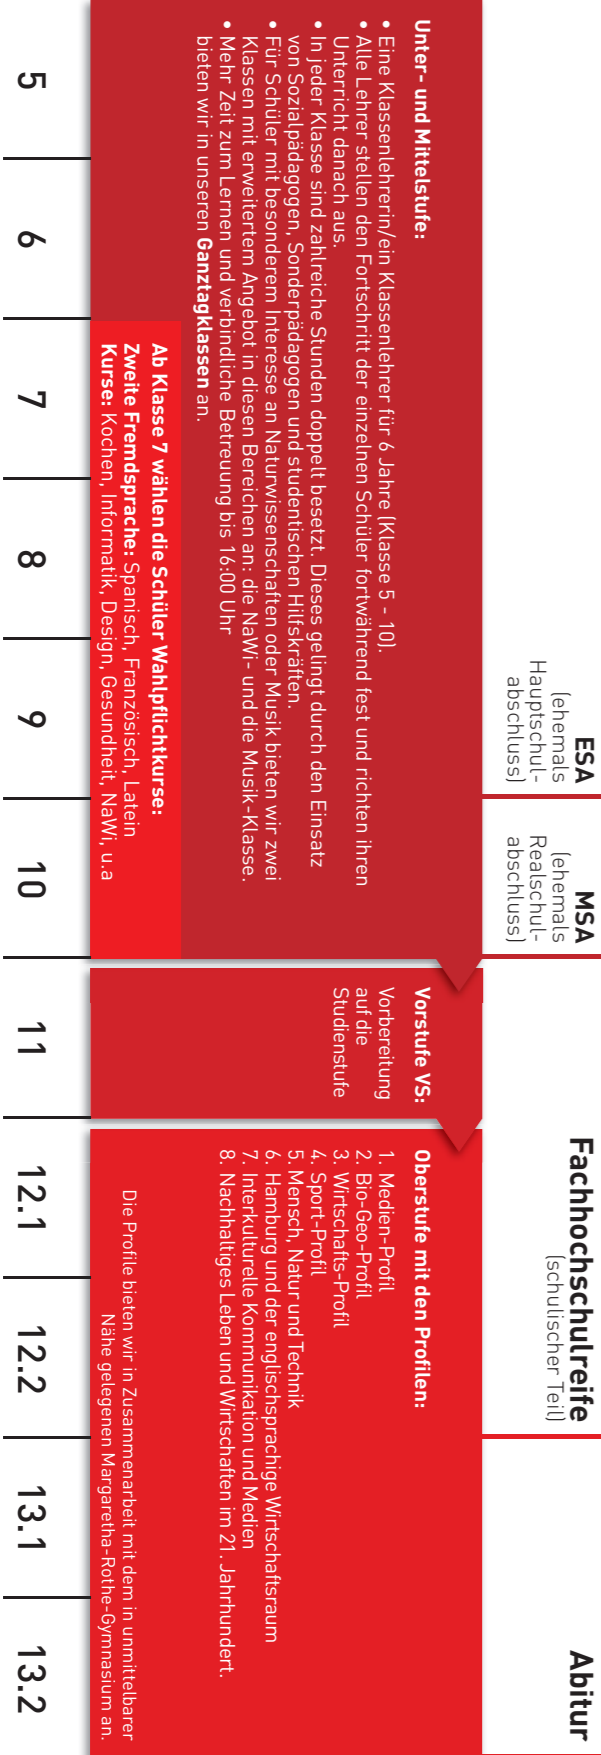 ESA
(ehemals
Hauptschul-
abschluss)
MSA
(ehemals
Realschul-
abschluss)
Fachhochschulreife
(schulischer Teil)
Abitur
Unter- und Mittelstufe:
• Eine Klassenlehrerin/ein Klassenlehrer für 6 Jahre (Klasse 5 - 10).
• Alle Lehrer stellen den Fortschritt der einzelnen Schüler fortwährend fest und richten ihren
Unterricht danach aus.
• In jeder Klasse sind zahlreiche Stunden doppelt besetzt. Dieses gelingt durch den Einsatz
von Sozialpädagogen, Sonderpädagogen und studentischen Hilfskräften.
• Für Schüler mit besonderem Interesse an Naturwissenschaften oder Musik bieten wir zwei
Klassen mit erweitertem Angebot in diesen Bereichen an: die NaWi- und die Musik-Klasse.
• Mehr Zeit zum Lernen und verbindliche Betreuung bis 16:00 Uhr
bieten wir in unseren Ganztagklassen an.
Ab Klasse 7 wählen die Schüler Wahlpflichtkurse:
Zweite Fremdsprache: Spanisch, Französisch, Latein
Kurse: Kochen, Informatik, Design, Gesundheit, NaWi, u.a
Vorstufe VS:
Vorbereitung
auf die
Studienstufe
Oberstufe mit den Profilen:
1. Medien-Profil
2. Bio-Geo-Profil
3. Wirtschafts-Profil
4. Sport-Profil
5. Mensch, Natur und Technik
6. Hamburg und der englischsprachige Wirtschaftsraum
7. Interkulturelle Kommunikation und Medien
8. Nachhaltiges Leben und Wirtschaften im 21. Jahrhundert.
Die Profile bieten wir in Zusammenarbeit mit dem in unmittelbarer
Nähe gelegenen Margaretha-Rothe-Gymnasium an.
5
6
7
8
9
10
11
12.1
12.2
13.1
13.2